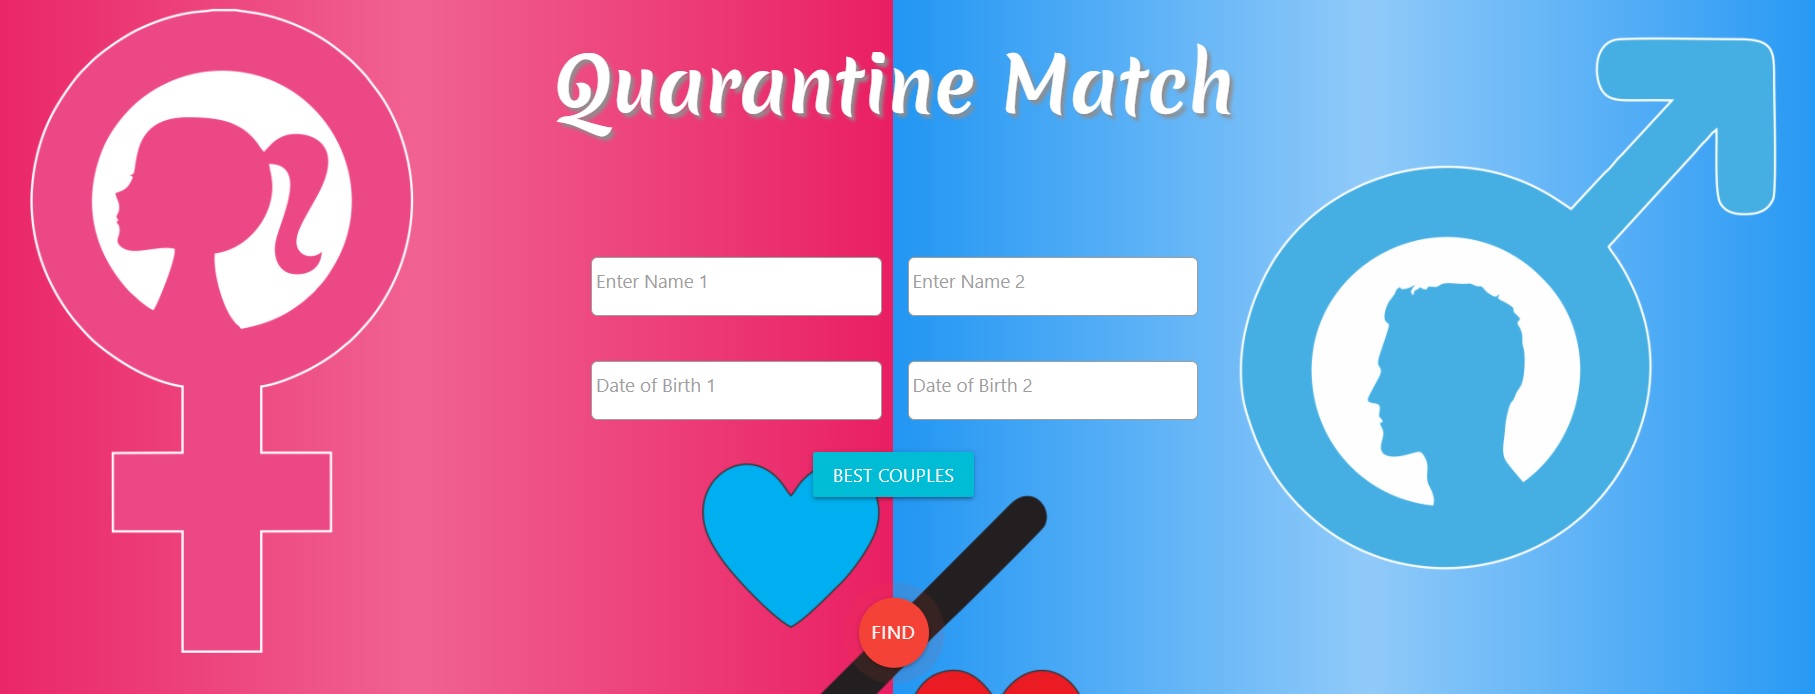 Quarantine Match
Enter Name 1
Enter Name 2
Date of Birth 1
Date of Birth 2
BEST COUPLES
FIND